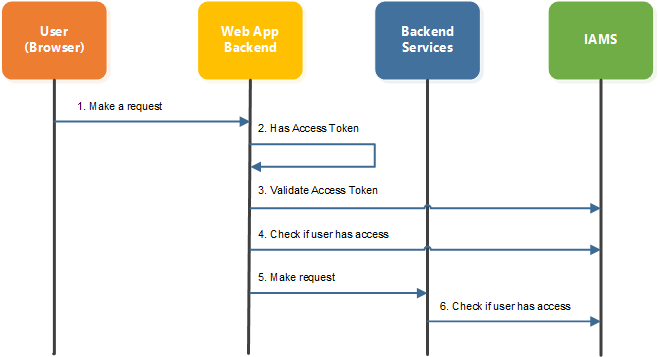 User
(Browser)
Web App
Backend
Backend
Services
IAMS
1. Make a request
2. Has Access Token
3. Validate Access Token
4. Check if user has access
5. Make request
6. Check if user has access